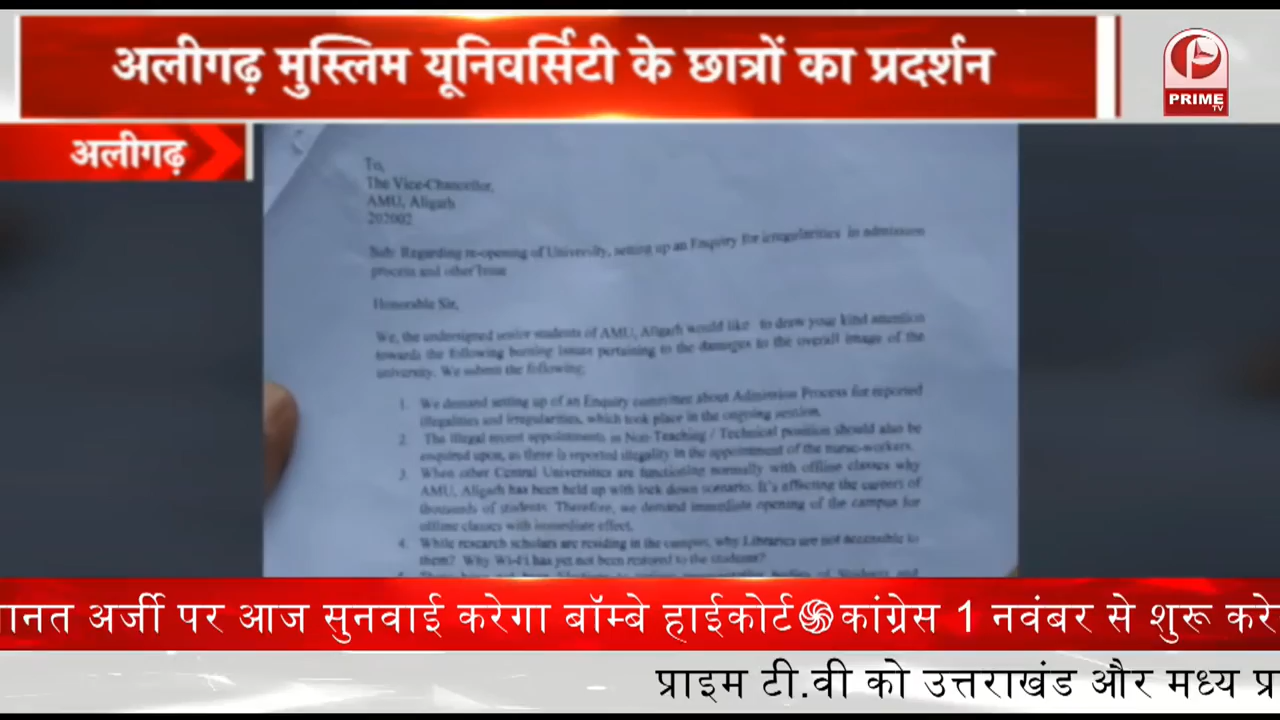 अलीगढ़ मुस्लिम यूनिवर्सिटी के छात्रों का प्रदर्शन
PRIME
TV
अलीगढ़
To,
The Vice-Chancellor,
AMU, Aligarh
202002
Sub: Regarding re-opening of University, setting up an Enquiry for irregularities in admission
process and other Issue
Honorable Sir,
We, the undersigned senior students of AMU, Aligarh would like to draw your kind attention
towards the following burning issues pertaining to the damages to the overall image of the
university. We submit the following;
1. We demand setting up of an Enquiry committee about Admission Process for reported
illegalities and irregularities, which took place in the ongoing session.
2. The illegal recent appointments in Non-Teaching / Technical position should also be
enquired upon, as there is reported illegality in the appointment of the
3. When other Central Universities are functioning normally with offline classes why
AMU, Aligarh has been held up with lock down scenario. It's affecting the careers of
thousands of students. Therefore, we demand immediate opening of the campus for
offline classes with immediate effect.
4. While research scholars are residing in the campus, why Libraries are not accessible to
them? Why Wi-Fi has yet not been restored to the students?
ानत अर्जी पर आज सुनवाई करेगा बॉम्बे हाईकोर्ट कांग्रेस 1 नवंबर से शुरू करे
प्राइम टी.वी को उत्तराखंड और मध्य प्र